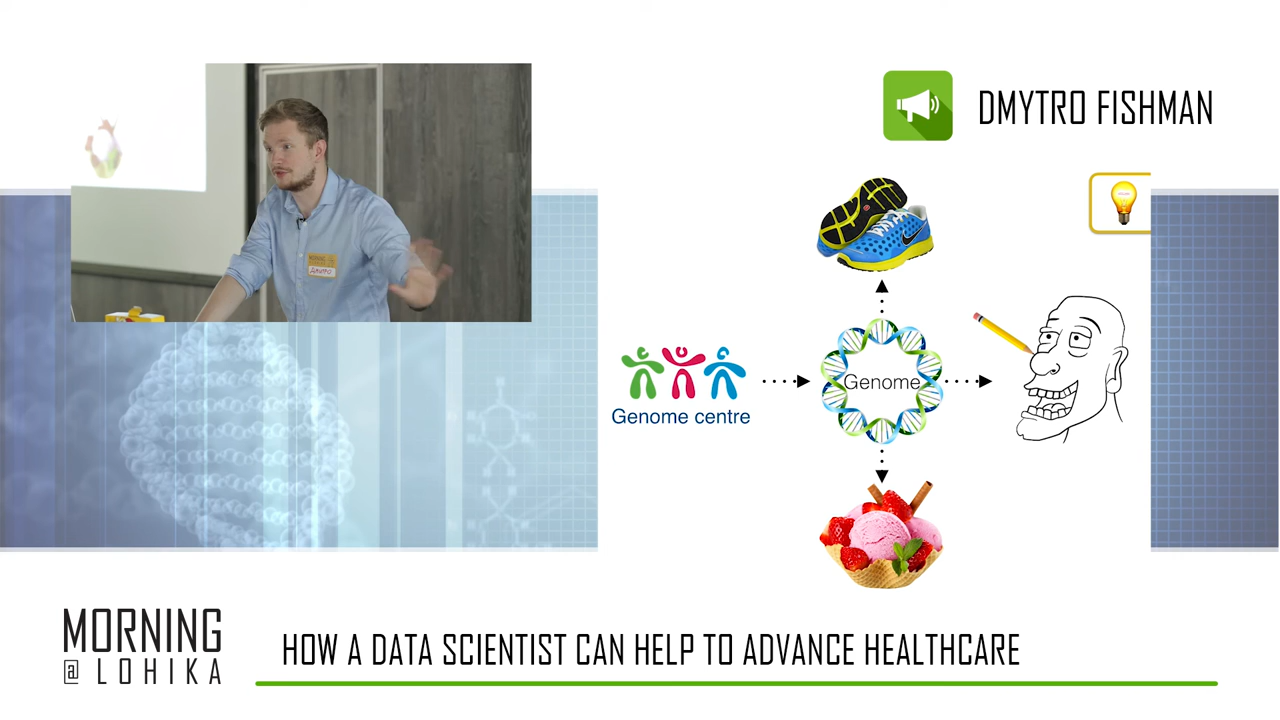 DMYTRO FISHMAN
Genome
Genome centre
MORNING
@ LOHIKA
HOW A DATA SCIENTIST CAN HELP TO ADVANCE HEALTHCARE